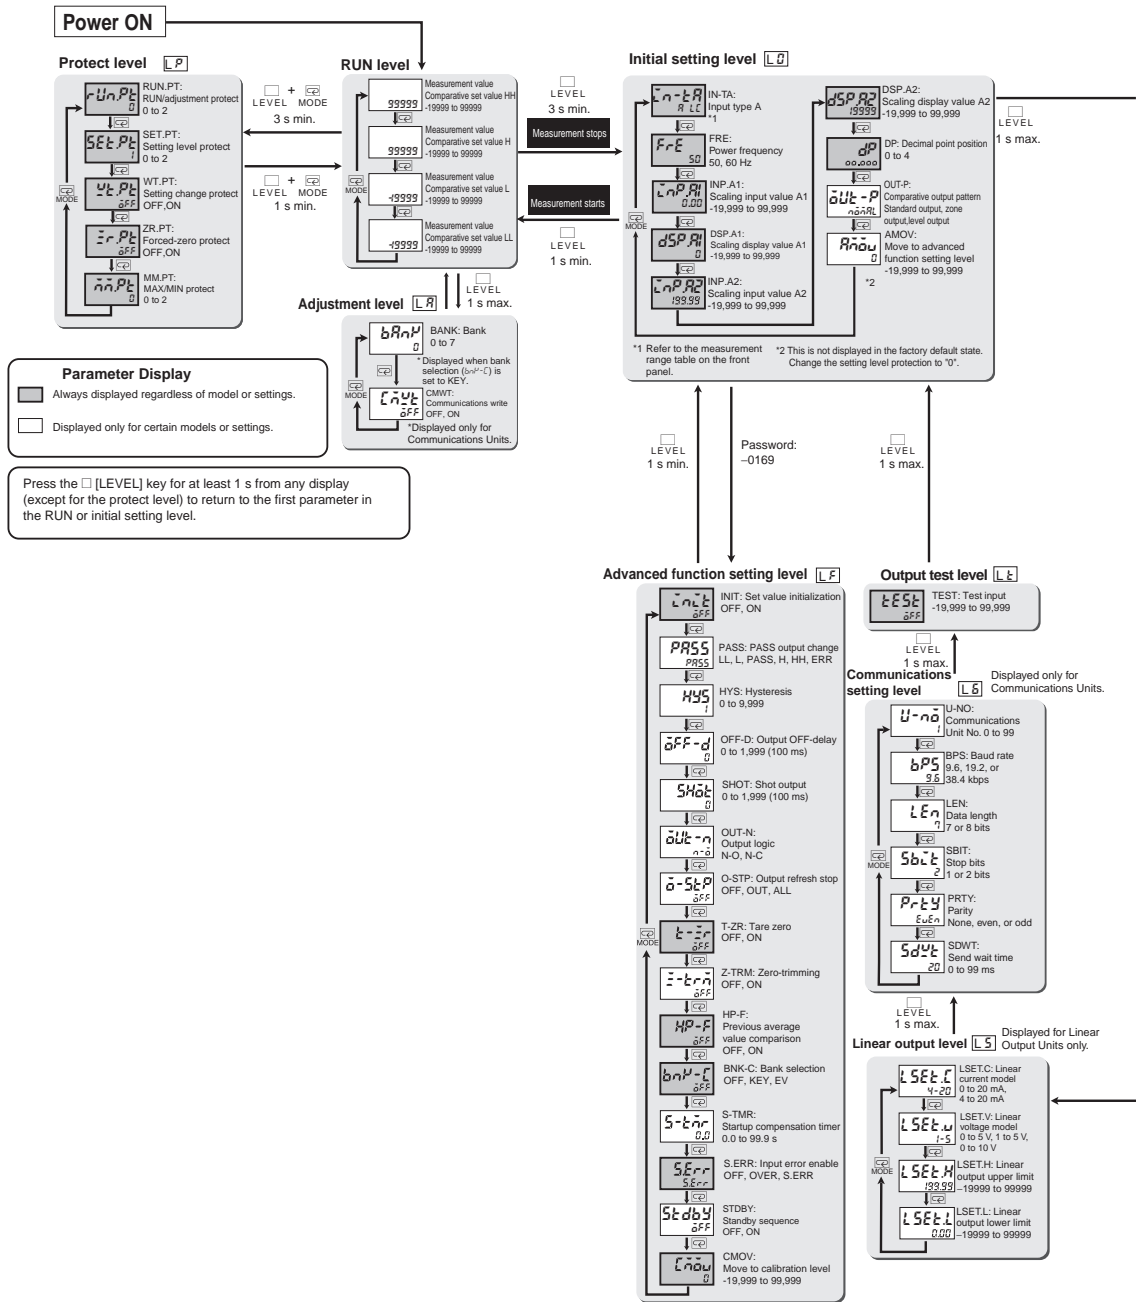 Power ON
Protect level LP
RUN.PT:
RUN/adjustment protect
0 to 2
SET.PT:
Setting level protect
0 to 2
WT.PT:
Setting change protect
OFF,ON
ZR.PT:
Forced-zero protect
OFF,ON
MM.PT:
MAX/MIN protect
0 to 2
MODE
LEVEL + MODE
3 s min.
LEVEL + MODE
1 s min.
RUN level
99999
Measurement value
Comparative set value HH
-19999 to 99999
99999
Measurement value
Comparative set value H
-19999 to 99999
-19999
Measurement value
Comparative set value L
-19999 to 99999
-19999
Measurement value
Comparative set value LL
-19999 to 99999
MODE
LEVEL
3 s min.
Measurement stops
Measurement starts
LEVEL
1 s min.
LEVEL
1 s max.
Adjustment level LA
BANK: Bank
0 to 7
*Displayed when bank
selection (bnk-C) is
set to KEY.
CMWT:
Communications write
OFF, ON
*Displayed only for
Communications Units.
MODE
Initial setting level L0
IN-TA:
Input type A
*1
FRE:
Power frequency
50, 60 Hz
INP.A1:
Scaling input value A1
-19,999 to 99,999
DSP.A1:
Scaling display value A1
-19,999 to 99,999
INP.A2:
Scaling input value A2
-19,999 to 99,999
MODE
DSP.A2:
Scaling display value A2
-19,999 to 99,999
DP: Decimal point position
0 to 4
OUT-P
Comparative output pattern
Standard output, zone
output,level output
AMOV:
Move to advanced
function setting level
-19,999 to 99,999
*2
*1 Refer to the measurement
range table on the front
panel.
*2 This is not displayed in the factory default state.
Change the setting level protection to "0".
LEVEL
1 s max.
Parameter Display
Always displayed regardless of model or settings.
Displayed only for certain models or settings.
Press the □ [LEVEL] key for at least 1 s from any display
(except for the protect level) to return to the first parameter in
the RUN or initial setting level.
LEVEL
1 s min.
Password:
–0169
LEVEL
1 s max.
Advanced function setting level LF
INIT: Set value initialization
OFF, ON
PASS: PASS output change
LL, L, PASS, H, HH, ERR
HYS: Hysteresis
0 to 9,999
OFF-D: Output OFF-delay
0 to 1,999 (100 ms)
SHOT: Shot output
0 to 1,999 (100 ms)
OUT-N:
Output logic
N-O, N-C
O-STP: Output refresh stop
OFF, OUT, ALL
T-ZR: Tare zero
OFF, ON
Z-TRM: Zero-trimming
OFF, ON
HP-F:
Previous average
value comparison
OFF, ON
BNK-C: Bank selection
OFF, KEY, EV
S-TMR:
Startup compensation timer
0.0 to 99.9 s
S.ERR: Input error enable
OFF, OVER, S.ERR
STDBY:
Standby sequence
OFF, ON
CMOV:
Move to calibration level
-19,999 to 99,999
MODE
Output test level Lt
TEST: Test input
-19,999 to 99,999
LEVEL
1 s max.
Communications
setting level L6
Displayed only for
Communications Units.
U-NO:
Communications
Unit No. 0 to 99
BPS: Baud rate
9.6, 19.2, or
38.4 kbps
LEN:
Data length
7 or 8 bits
SBIT:
Stop bits
1 or 2 bits
PRTY:
Parity
None, even, or odd
SDWT:
Send wait time
0 to 99 ms
MODE
LEVEL
1 s max.
Linear output level L5
Displayed for Linear
Output Units only.
LSET.C: Linear
current model
0 to 20 mA,
4 to 20 mA
LSET.V: Linear
voltage model
0 to 5 V, 1 to 5 V,
0 to 10 V
LSET.H: Linear
output upper limit
–19999 to 99999
LSET.L: Linear
output lower limit
–19999 to 99999
MODE